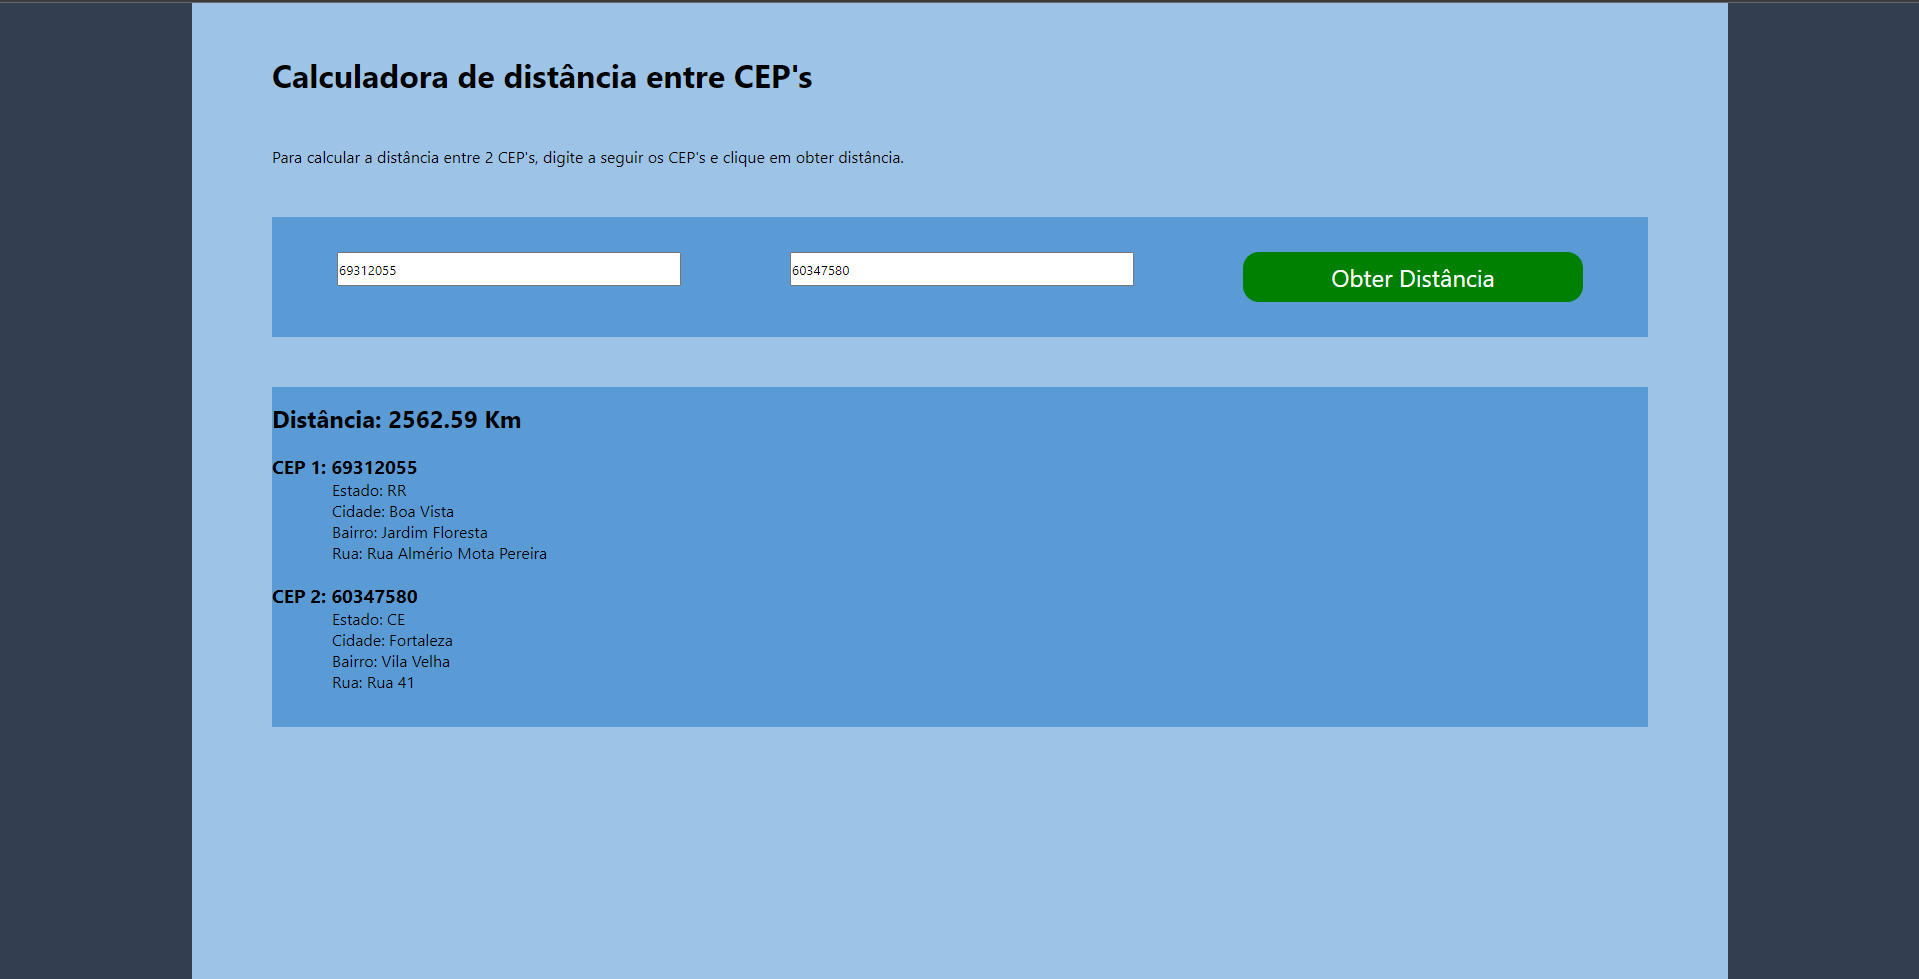 Calculadora de distância entre CEP's
Para calcular a distância entre 2 CEP's, digite a seguir os CEP's e clique em obter distância.
69312055
60347580
Obter Distância
Distância: 2562.59 Km
CEP 1: 69312055
Estado: RR
Cidade: Boa Vista
Bairro: Jardim Floresta
Rua: Rua Almério Mota Pereira
CEP 2: 60347580
Estado: CE
Cidade: Fortaleza
Bairro: Vila Velha
Rua: Rua 41